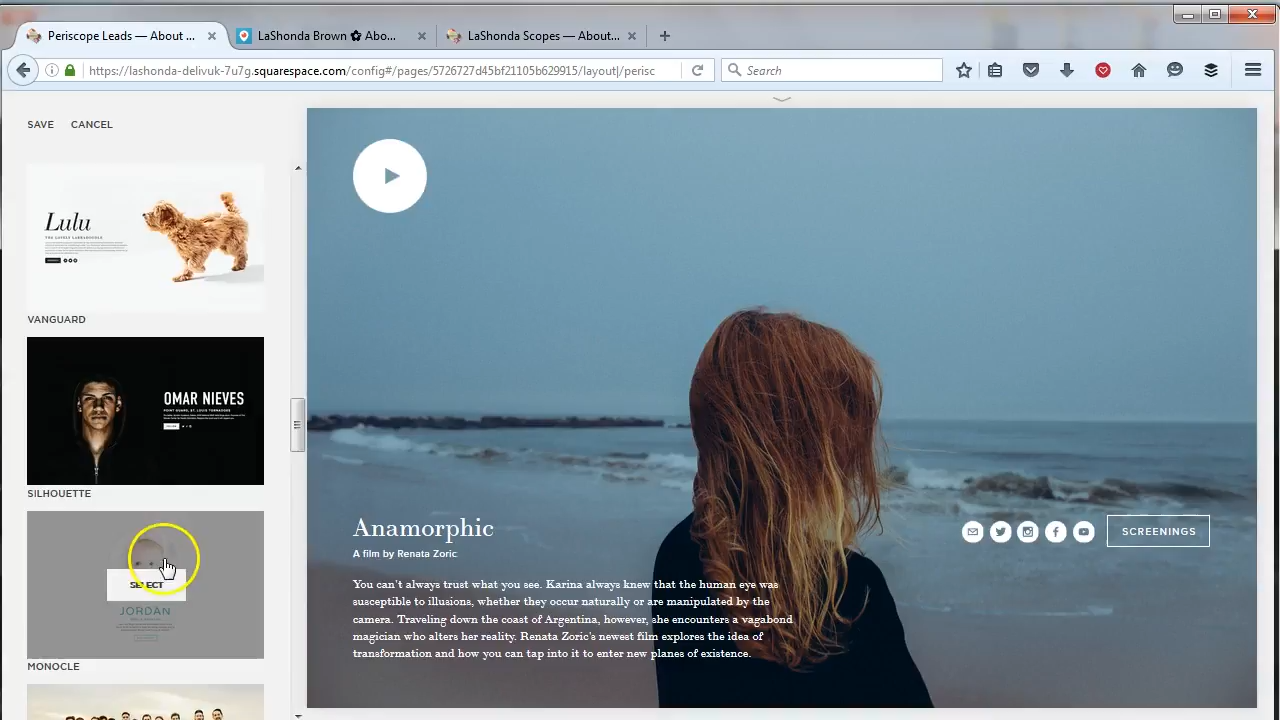 Periscope Leads — About ...
LaShonda Brown ✿ Abo...
LaShonda Scopes — About...
https://lashonda-delivuk-7u7g.squarespace.com/config#/pages/5726727d45bf21105b629915/layout|/perisc
Search
SAVE CANCEL
Lulu
VANGUARD
OMAR NIEVES
POINT GUARD, ST. LOUIS TORNADOES
SILHOUETTE
SELECT
JORDAN
MONOCLE
Anamorphic
A film by Renata Zoric
You can't always trust what you see. Karina always knew that the human eye was
susceptible to illusions, whether they occur naturally or are manipulated by the
camera. Traveling down the coast of Argentina, however, she encounters a vagabond
magician who alters her reality. Renata Zoric's newest film explores the idea of
transformation and how you can tap into it to enter new planes of existence.
SCREENINGS